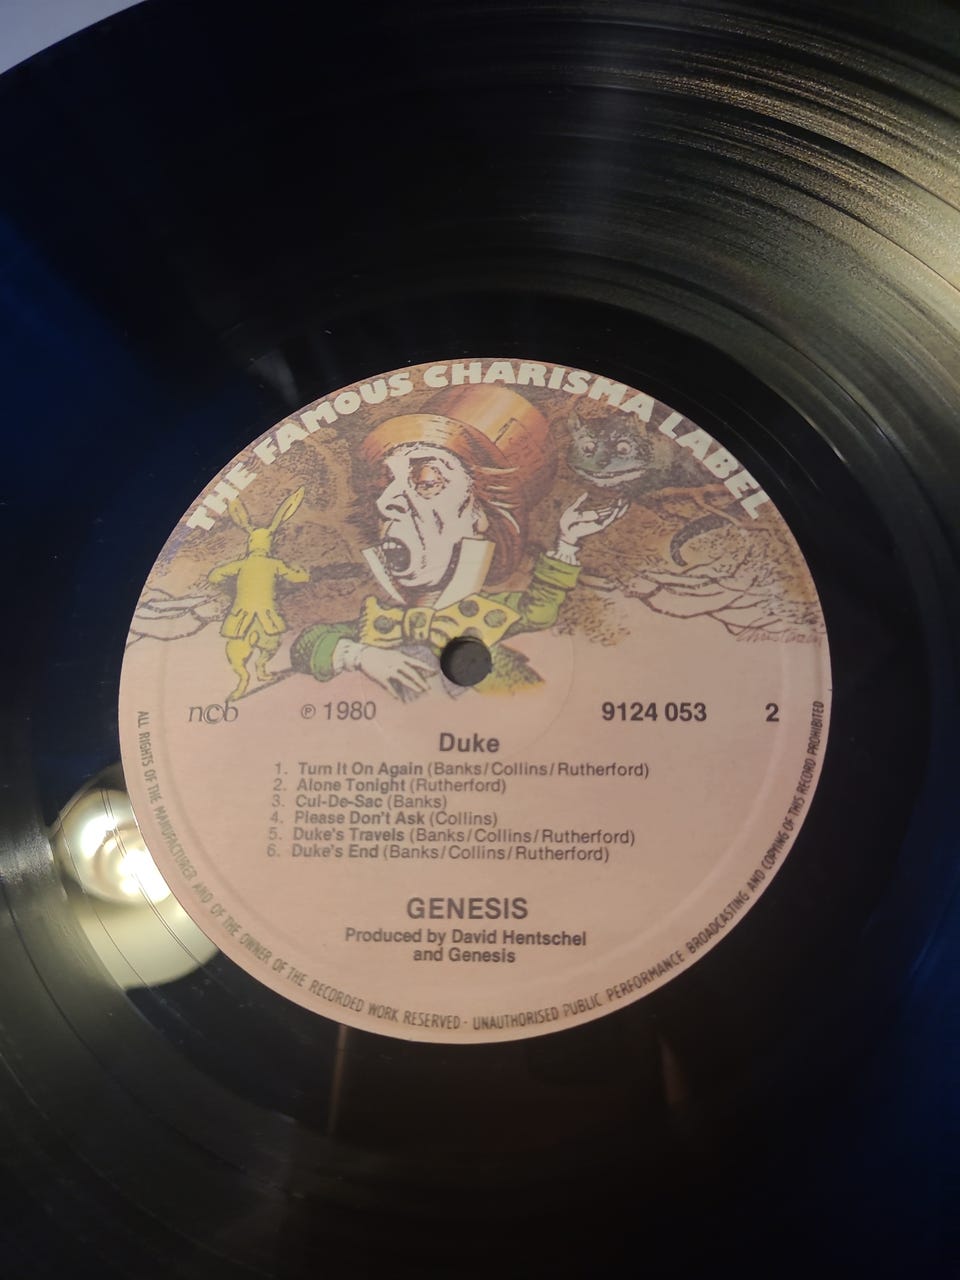 THE FAMOUS CHARISMA LABEL
ncb ℗ 1980 9124 053 2
Duke
1. Turn It On Again (Banks/Collins/Rutherford)
2. Alone Tonight (Rutherford)
3. Cul-De-Sac (Banks)
4. Please Don't Ask (Collins)
5. Duke's Travels (Banks/Collins/Rutherford)
6. Duke's End (Banks/Collins/Rutherford)
GENESIS
Produced by David Hentschel
and Genesis
ALL RIGHTS OF THE MANUFACTURER AND OF THE OWNER OF THE RECORDED WORK RESERVED · UNAUTHORISED PUBLIC PERFORMANCE BROADCASTING AND COPYING OF THIS RECORD PROHIBITED